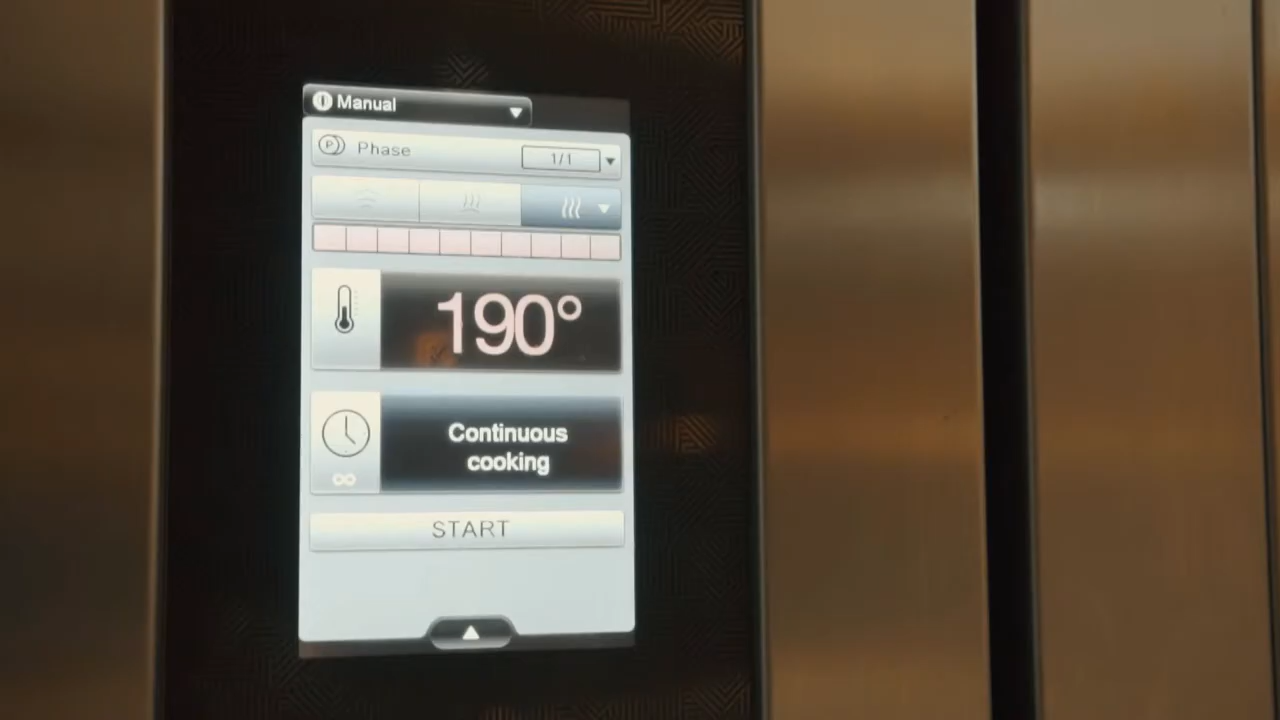 Manual
Phase
1/1
190°
Continuous
cooking
∞
START